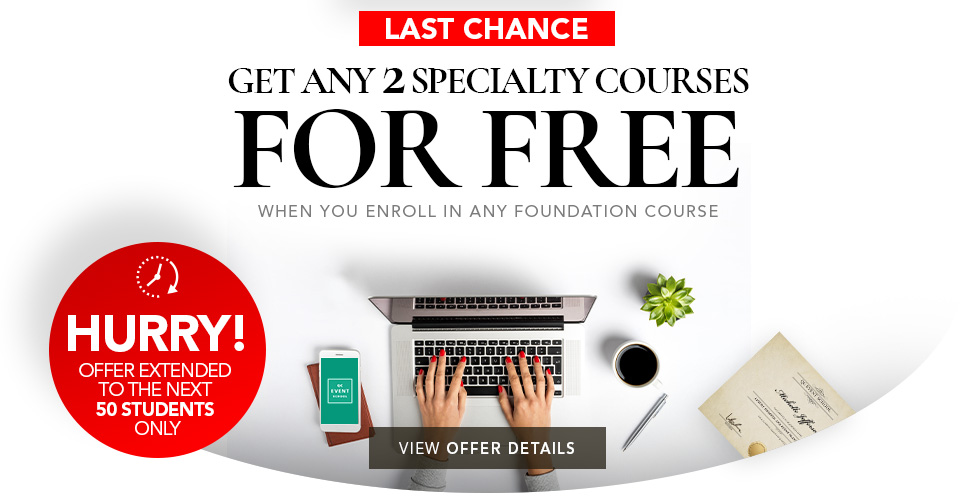 LAST CHANCE
GET ANY 2 SPECIALTY COURSES
FOR FREE
WHEN YOU ENROLL IN ANY FOUNDATION COURSE
HURRY!
OFFER EXTENDED
TO THE NEXT
50 STUDENTS
ONLY
QC
EVENT
VIEW OFFER DETAILS